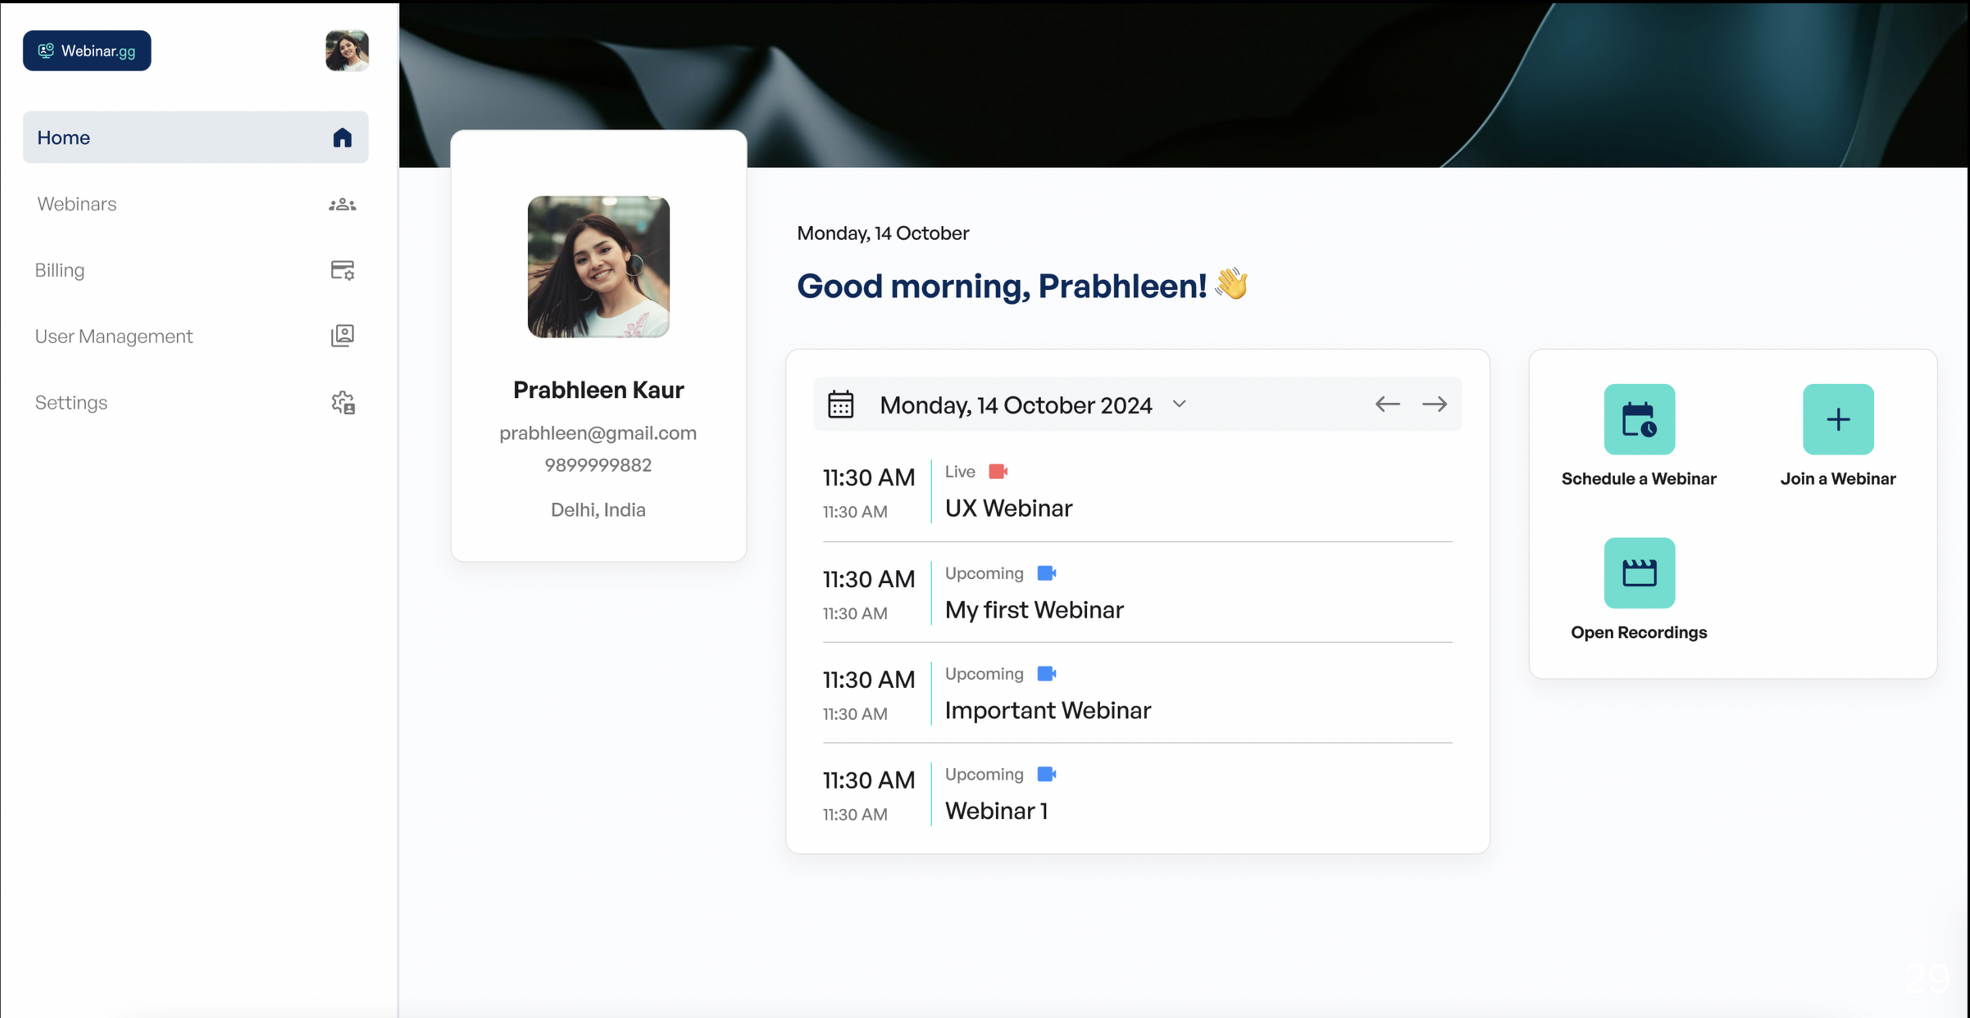 Webinar.gg
Home
Webinars
Billing
User Management
Settings
Prabhleen Kaur
prabhleen@gmail.com
9899999882
Delhi, India
Monday, 14 October
Good morning, Prabhleen! 👋
Monday, 14 October 2024
11:30 AM
11:30 AM
Live
UX Webinar
11:30 AM
11:30 AM
Upcoming
My first Webinar
11:30 AM
11:30 AM
Upcoming
Important Webinar
11:30 AM
11:30 AM
Upcoming
Webinar 1
Schedule a Webinar
Join a Webinar
Open Recordings
29